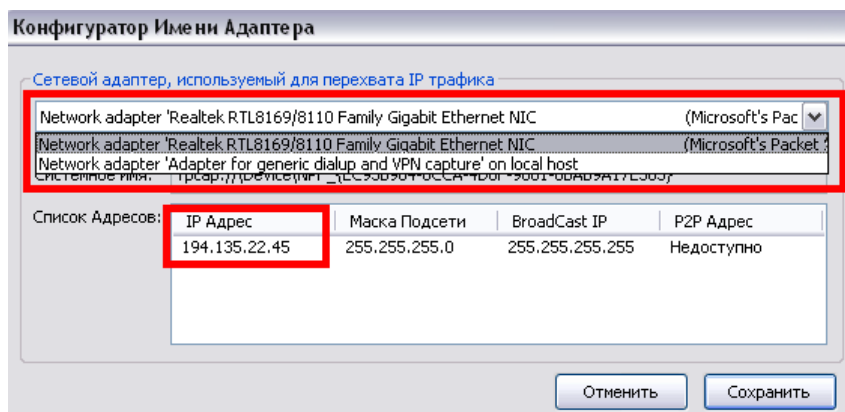 Конфигуратор Имени Адаптера
Сетевой адаптер, используемый для перехвата IP трафика
Network adapter 'Realtek RTL8169/8110 Family Gigabit Ethernet NIC (Microsoft's Pac
Network adapter 'Realtek RTL8169/8110 Family Gigabit Ethernet NIC (Microsoft's Packet
Network adapter 'Adapter for generic dialup and VPN capture' on local host
Системное имя:
Список Адресов: IP Адрес Маска Подсети BroadCast IP P2P Адрес
194.135.22.45 255.255.255.0 255.255.255.255 Недоступно
Отменить Сохранить